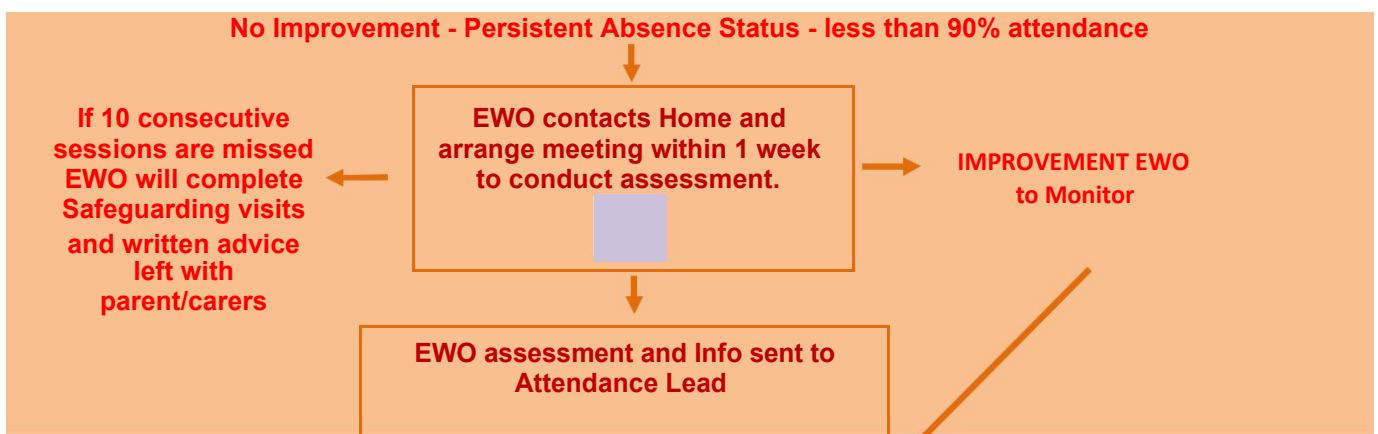 No Improvement - Persistent Absence Status - less than 90% attendance
If 10 consecutive
sessions are missed
EWO will complete
Safeguarding visits
and written advice
left with
parent/carers
EWO contacts Home and
arrange meeting within 1 week
to conduct assessment.
IMPROVEMENT EWO
to Monitor
EWO assessment and Info sent to
Attendance Lead